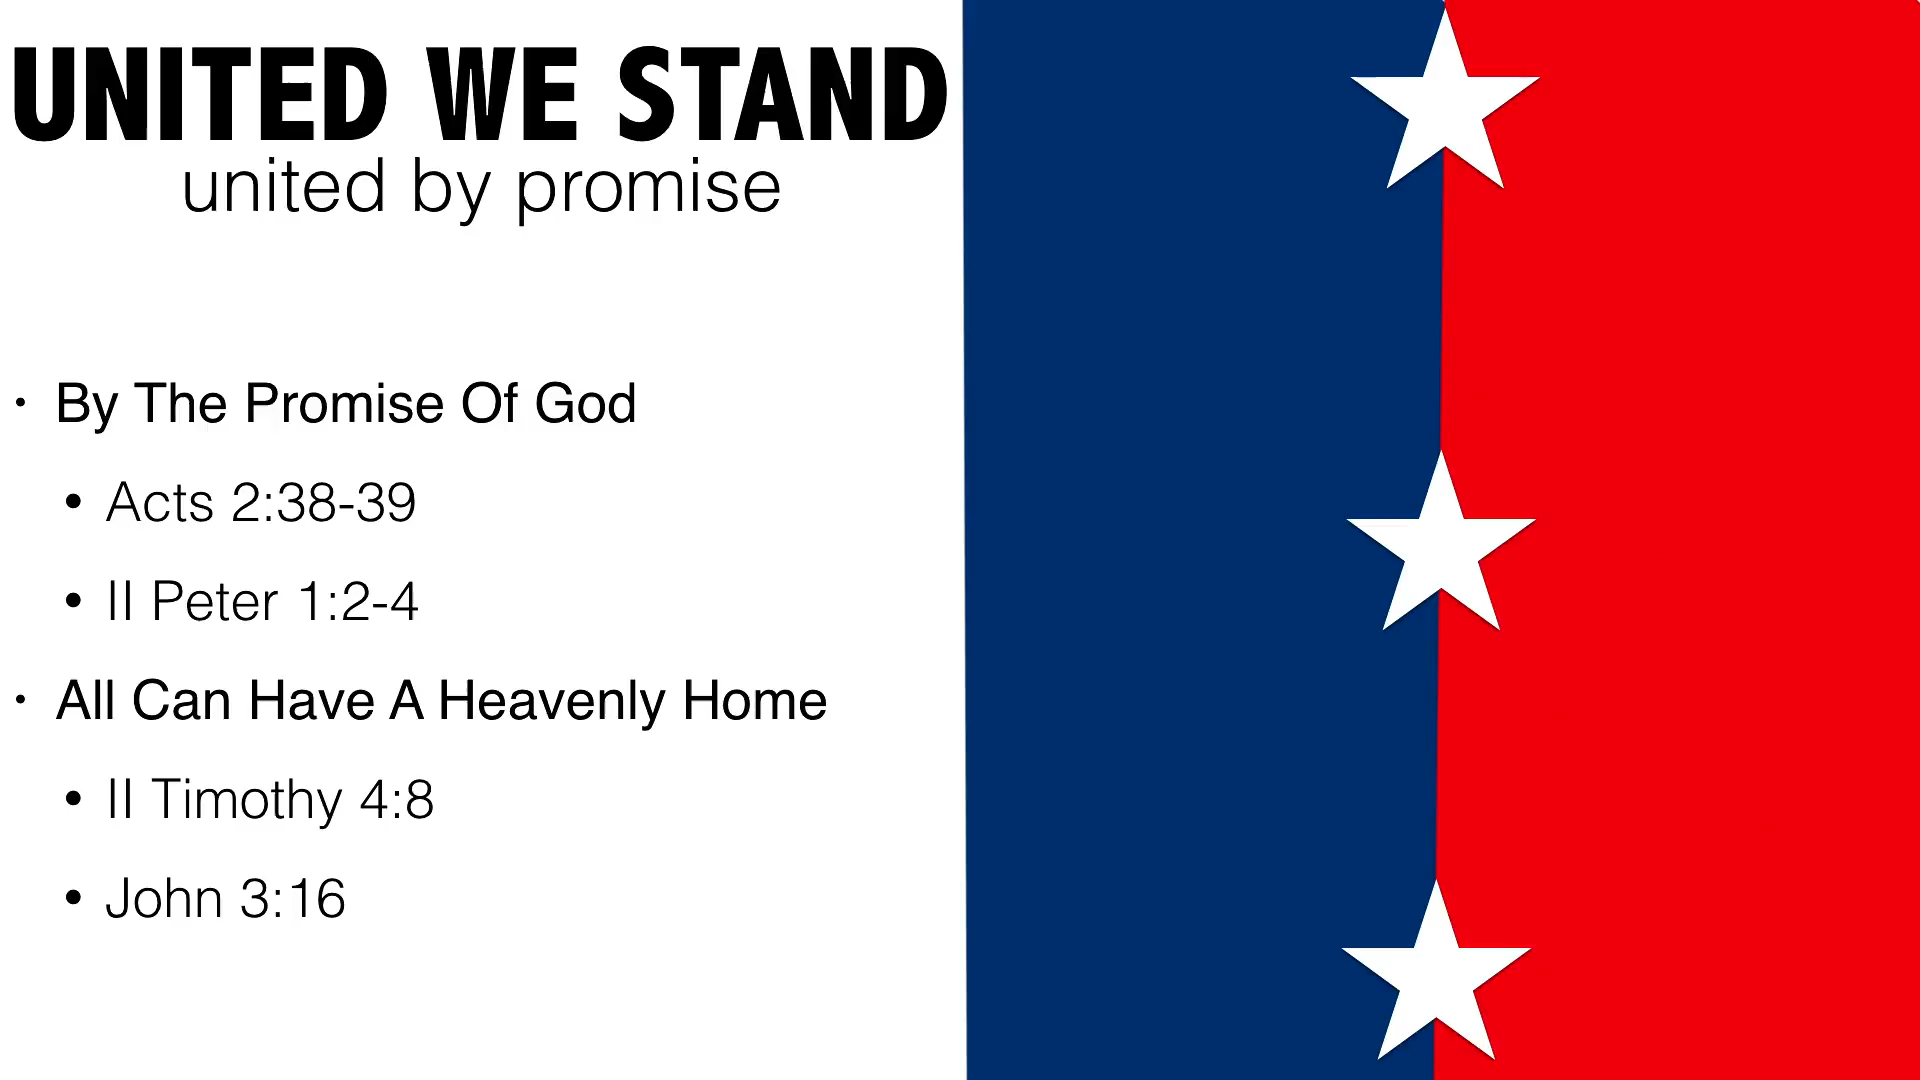 UNITED WE STAND
united by promise
· By The Promise Of God
• Acts 2:38-39
• II Peter 1:2-4
· All Can Have A Heavenly Home
• II Timothy 4:8
• John 3:16